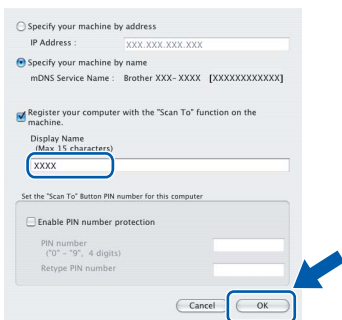 Specify your machine by address
IP Address : XXX.XXX.XXX.XXX
Specify your machine by name
mDNS Service Name : Brother XXX- XXXX [XXXXXXXXXXXX]
Register your computer with the "Scan To" function on the
machine.
Display Name
(Max 15 characters)
XXXX
Set the "Scan To" Button PIN number for this computer
Enable PIN number protection
PIN number
("0" - "9", 4 digits)
Retype PIN number
Cancel OK